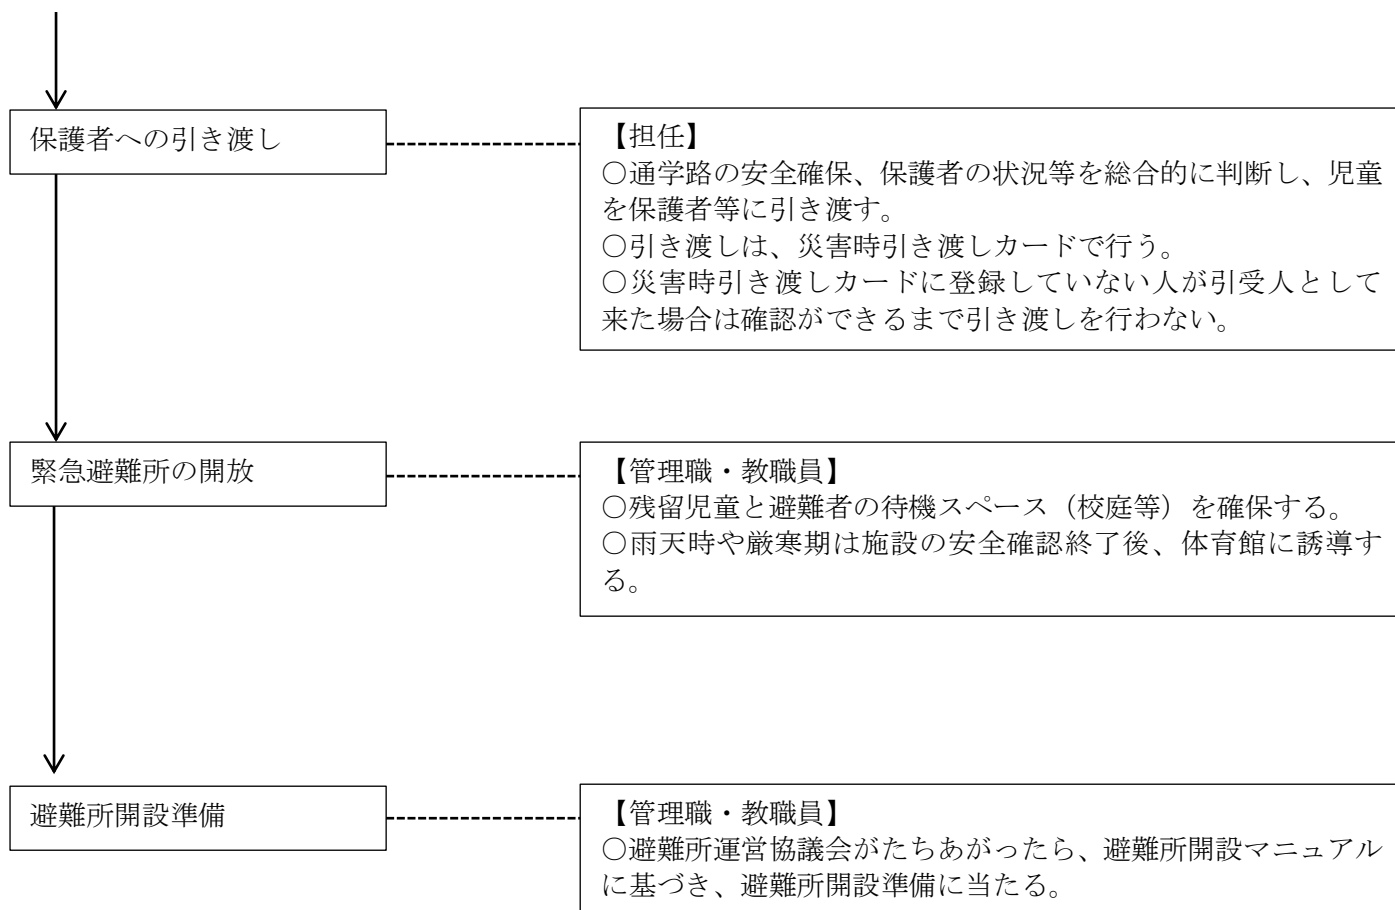 保護者への引き渡し
【担任】
○通学路の安全確保、保護者の状況等を総合的に判断し、児童
を保護者等に引き渡す。
○引き渡しは、災害時引き渡しカードで行う。
○災害時引き渡しカードに登録していない人が引受人として
来た場合は確認ができるまで引き渡しを行わない。
緊急避難所の開放
【管理職・教職員】
○残留児童と避難者の待機スペース（校庭等）を確保する。
○雨天時や厳寒期は施設の安全確認終了後、体育館に誘導す
る。
避難所開設準備
【管理職・教職員】
○避難所運営協議会がたちあがったら、避難所開設マニュアル
に基づき、避難所開設準備に当たる。